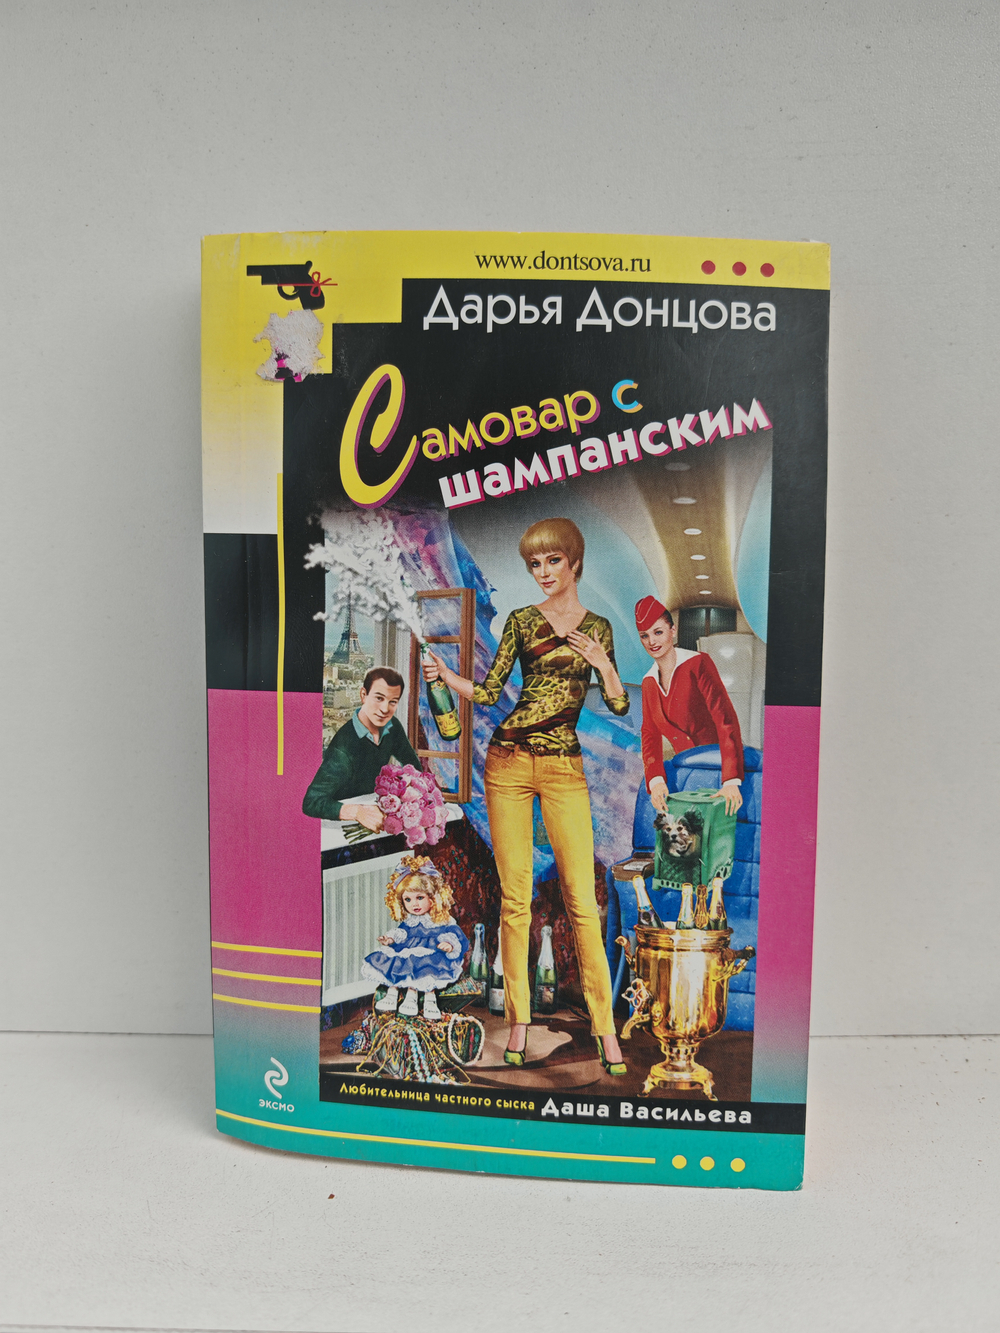 www.dontsova.ru
Дарья Донцова
Самовар с
шампанским
Любительница частного сыска Даша Васильева
эксмо